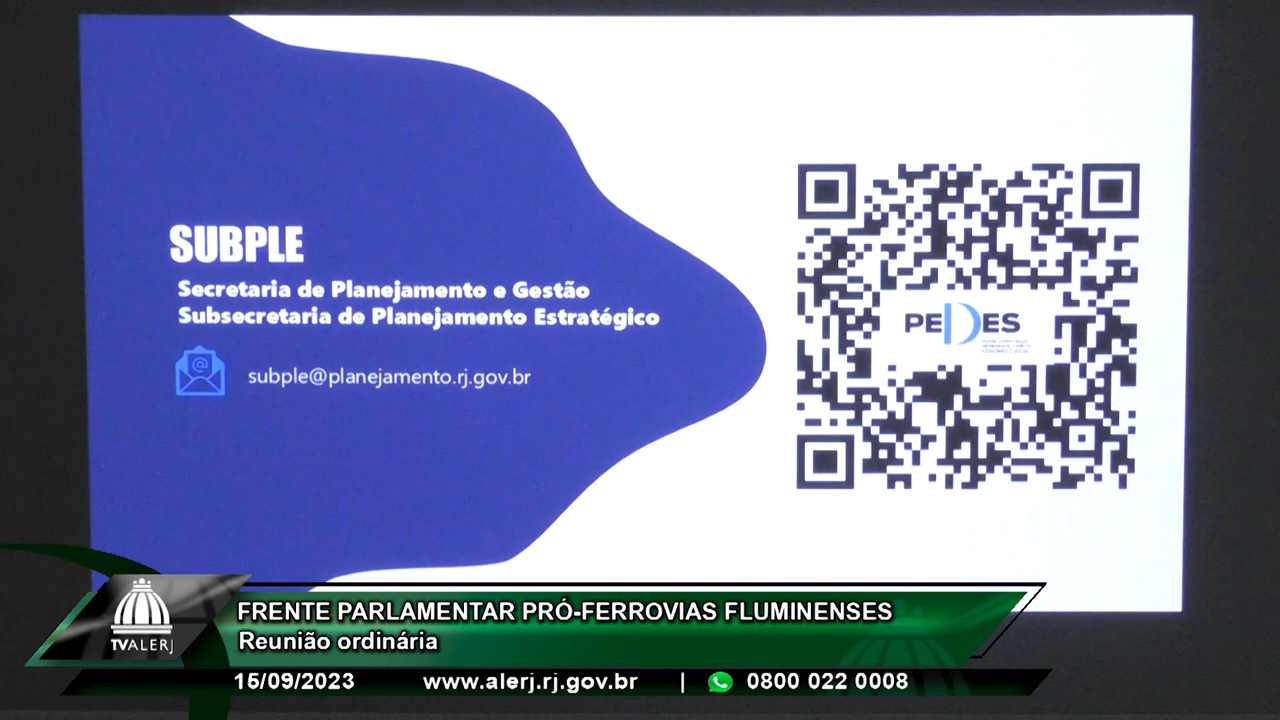 SUBPLE
Secretaria de Planejamento e Gestão
Subsecretaria de Planejamento Estratégico
@
subple@planejamento.rj.gov.br
PEDES
FRENTE PARLAMENTAR PRÓ-FERROVIAS FLUMINENSES
Reunião ordinária
TVALERJ
15/09/2023 www.alerj.rj.gov.br | 0800 022 0008